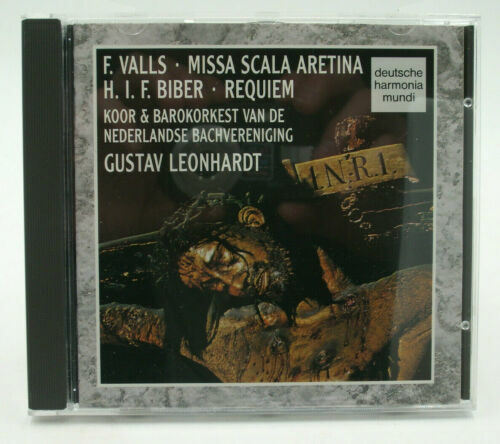 F. VALLS · MISSA SCALA ARETINA
H. I. F. BIBER · REQUIEM
KOOR & BAROKORKEST VAN DE
NEDERLANDSE BACHVERENIGING
GUSTAV LEONHARDT
deutsche
harmonia
mundi
I.N.R.I.